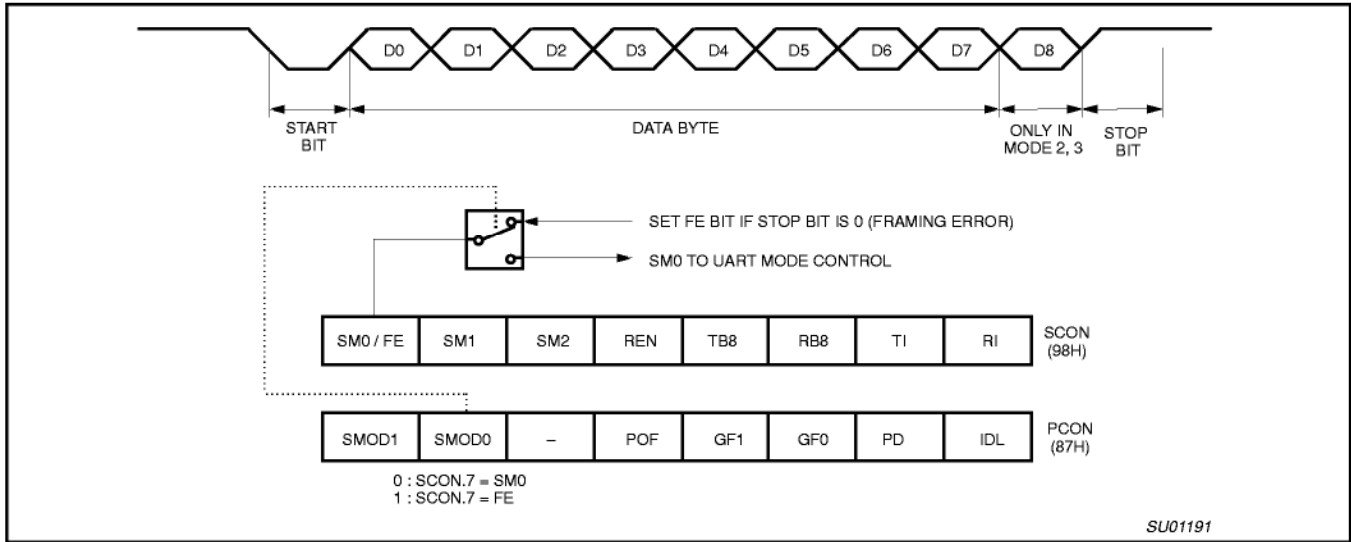 D0 D1 D2 D3 D4 D5 D6 D7 D8
START
BIT
DATA BYTE
ONLY IN
MODE 2, 3
STOP
BIT
SET FE BIT IF STOP BIT IS 0 (FRAMING ERROR)
SM0 TO UART MODE CONTROL
SM0 / FE SM1 SM2 REN TB8 RB8 TI RI
SCON
(98H)
SMOD1 SMOD0 – POF GF1 GF0 PD IDL
PCON
(87H)
0 : SCON.7 = SM0
1 : SCON.7 = FE
SU01191